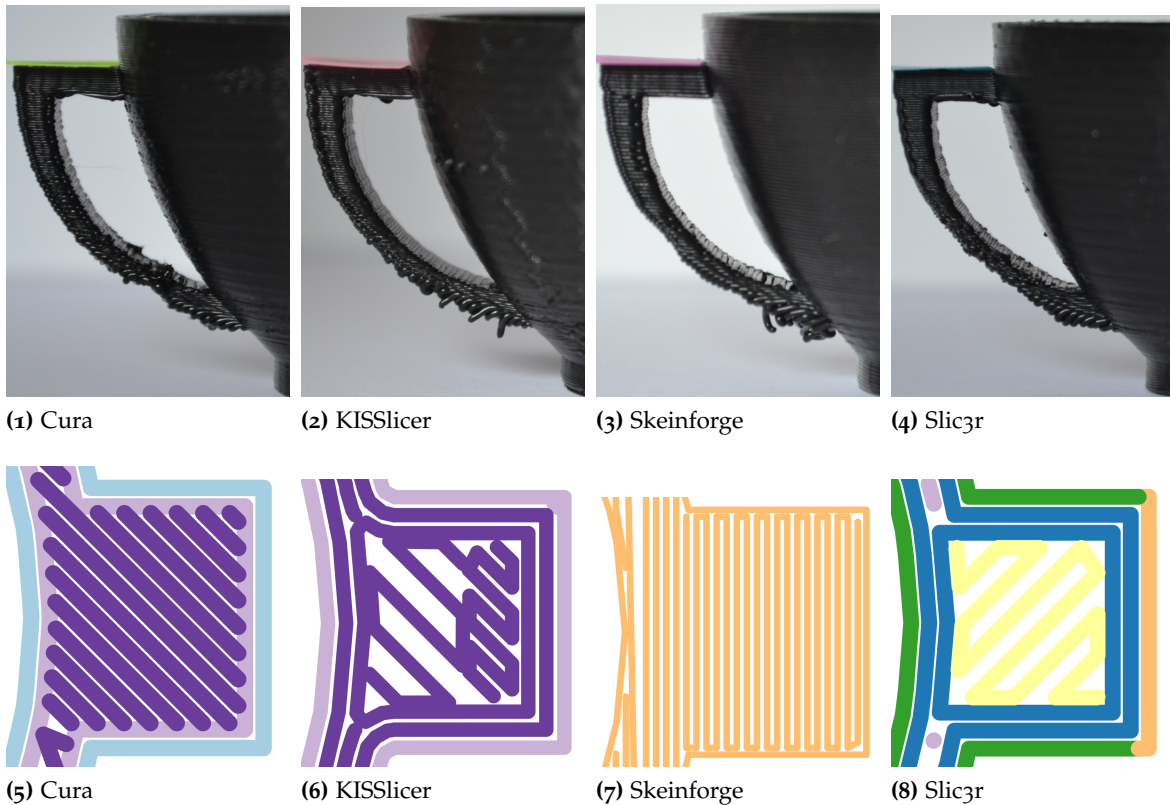 (1) Cura
(2) KISSlicer
(3) Skeinforge
(4) Slic3r
(5) Cura
(6) KISSlicer
(7) Skeinforge
(8) Slic3r